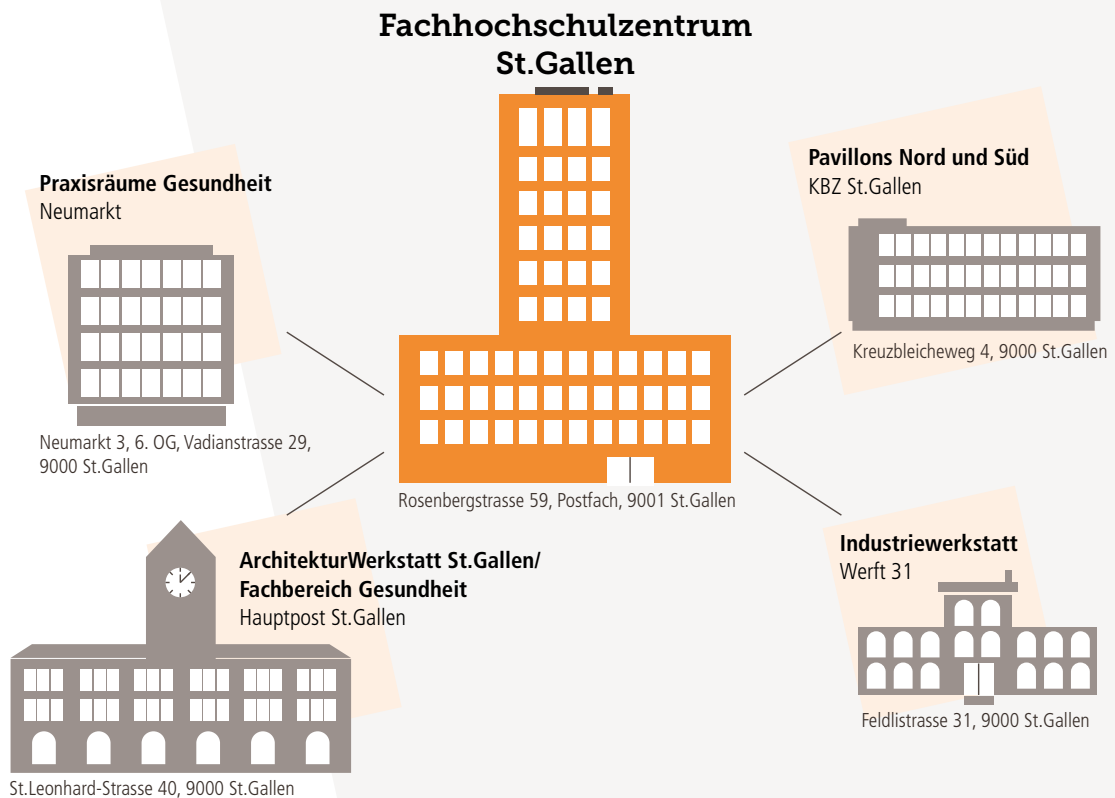 Fachhochschulzentrum
St.Gallen
Praxisräume Gesundheit
Neumarkt
Neumarkt 3, 6. OG, Vadianstrasse 29,
9000 St.Gallen
Pavillons Nord und Süd
KBZ St.Gallen
Kreuzbleicheweg 4, 9000 St.Gallen
Rosenbergstrasse 59, Postfach, 9001 St.Gallen
ArchitekturWerkstatt St.Gallen/
Fachbereich Gesundheit
Hauptpost St.Gallen
St.Leonhard-Strasse 40, 9000 St.Gallen
Industriewerkstatt
Werft 31
Feldlistrasse 31, 9000 St.Gallen